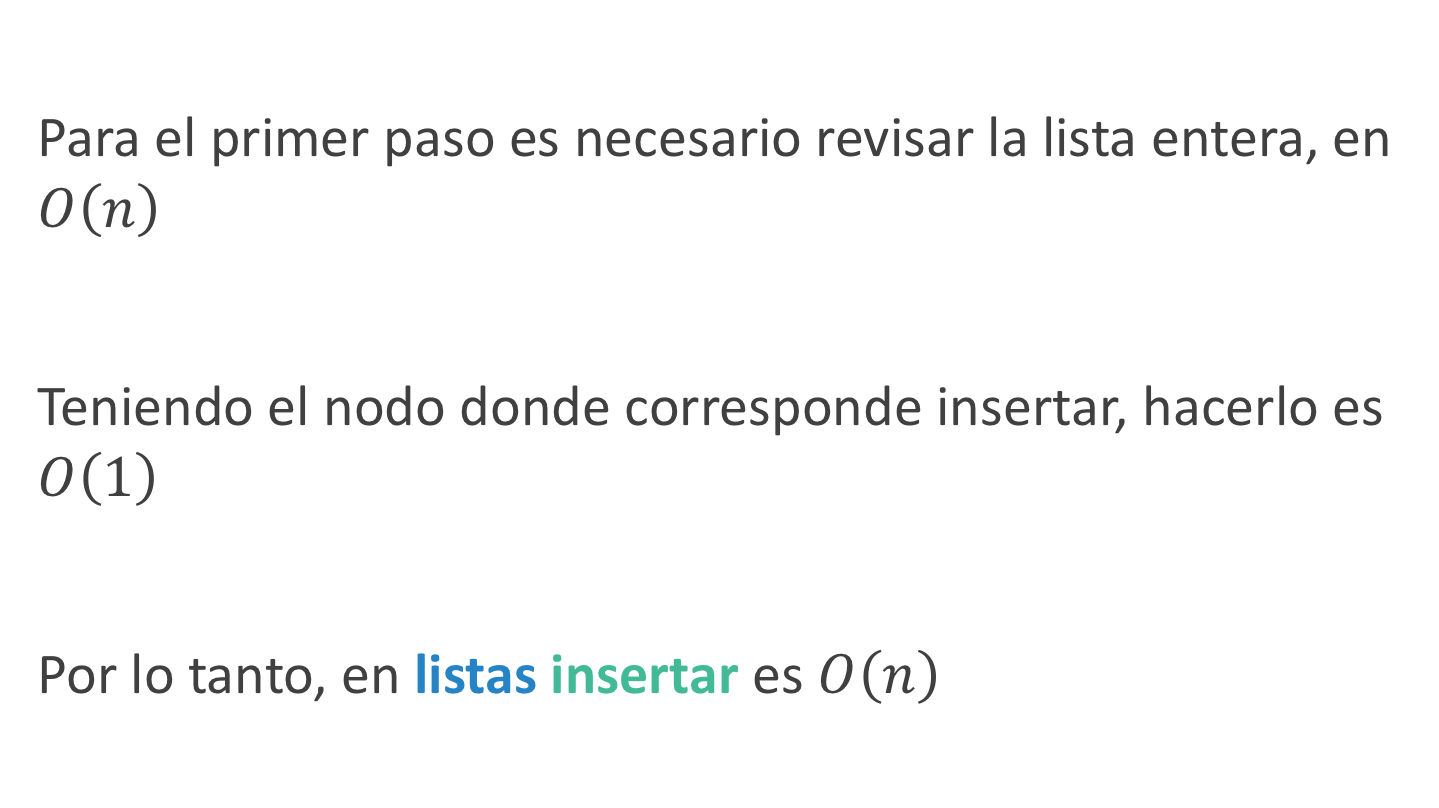 Para el primer paso es necesario revisar la lista entera, en
O(n)
Teniendo el nodo donde corresponde insertar, hacerlo es
O(1)
Por lo tanto, en listas insertar es O(n)